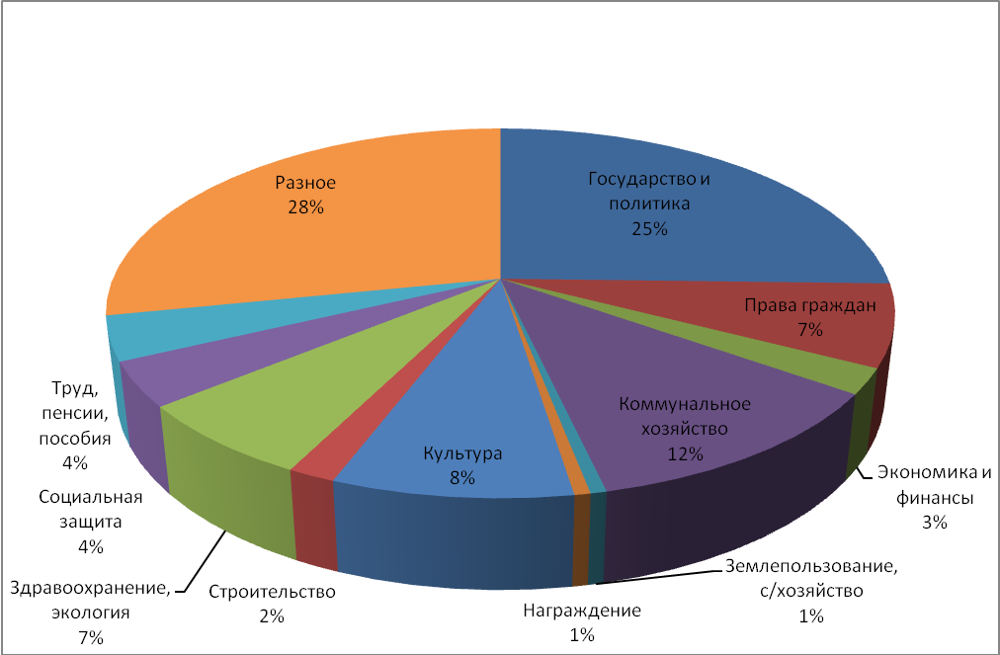 Государство и
политика
25%
Права граждан
7%
Экономика и
финансы
3%
Коммунальное
хозяйство
12%
Землепользование,
с/хозяйство
1%
Награждение
1%
Культура
8%
Строительство
2%
Здравоохранение,
экология
7%
Социальная
защита
4%
Труд,
пенсии,
пособия
4%
Разное
28%